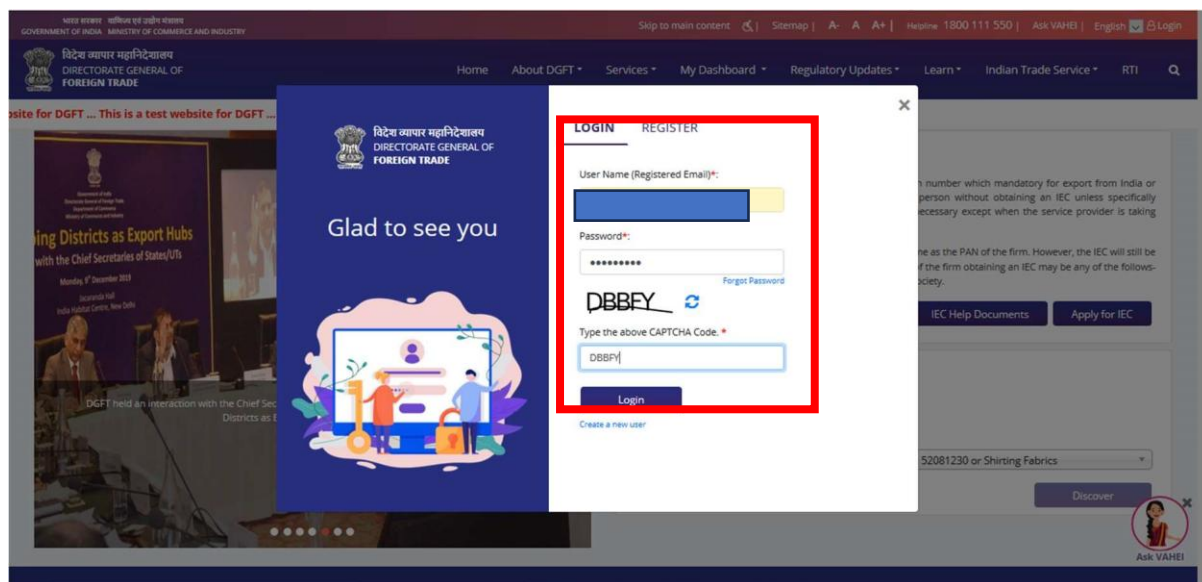 भारत सरकार वाणिज्य एवं उद्योग मंत्रालय
GOVERNMENT OF INDIA MINISTRY OF COMMERCE AND INDUSTRY
Skip to main content | Sitemap | A- A A+ | Helpline 1800 111 550 | Ask VAHEI | English Login
विदेश व्यापार महानिदेशालय
DIRECTORATE GENERAL OF
FOREIGN TRADE
Home About DGFT Services My Dashboard Regulatory Updates Learn Indian Trade Service RTI
osite for DGFT ... This is a test website for DGFT ...
विदेश व्यापार महानिदेशालय
DIRECTORATE GENERAL OF
FOREIGN TRADE
Glad to see you
LOGIN REGISTER
User Name (Registered Email)*:
Password*:
Forgot Password
DBBFY
Type the above CAPTCHA Code. *
DBBFY
Login
Create a new user
ing Districts as Export Hubs
with the Chief Secretaries of States/UTs
Monday, 9th December 2019
Jacaranda Hall
India Habitat Centre, New Delhi
DGFT held an interaction with the Chief Sec
Districts as E
n number which mandatory for export from India or
person without obtaining an IEC unless specifically
ecessary except when the service provider is taking
me as the PAN of the firm. However, the IEC will still be
f the firm obtaining an IEC may be any of the follows-
ociety.
IEC Help Documents Apply for IEC
52081230 or Shirting Fabrics
Discover
Ask VAHEI